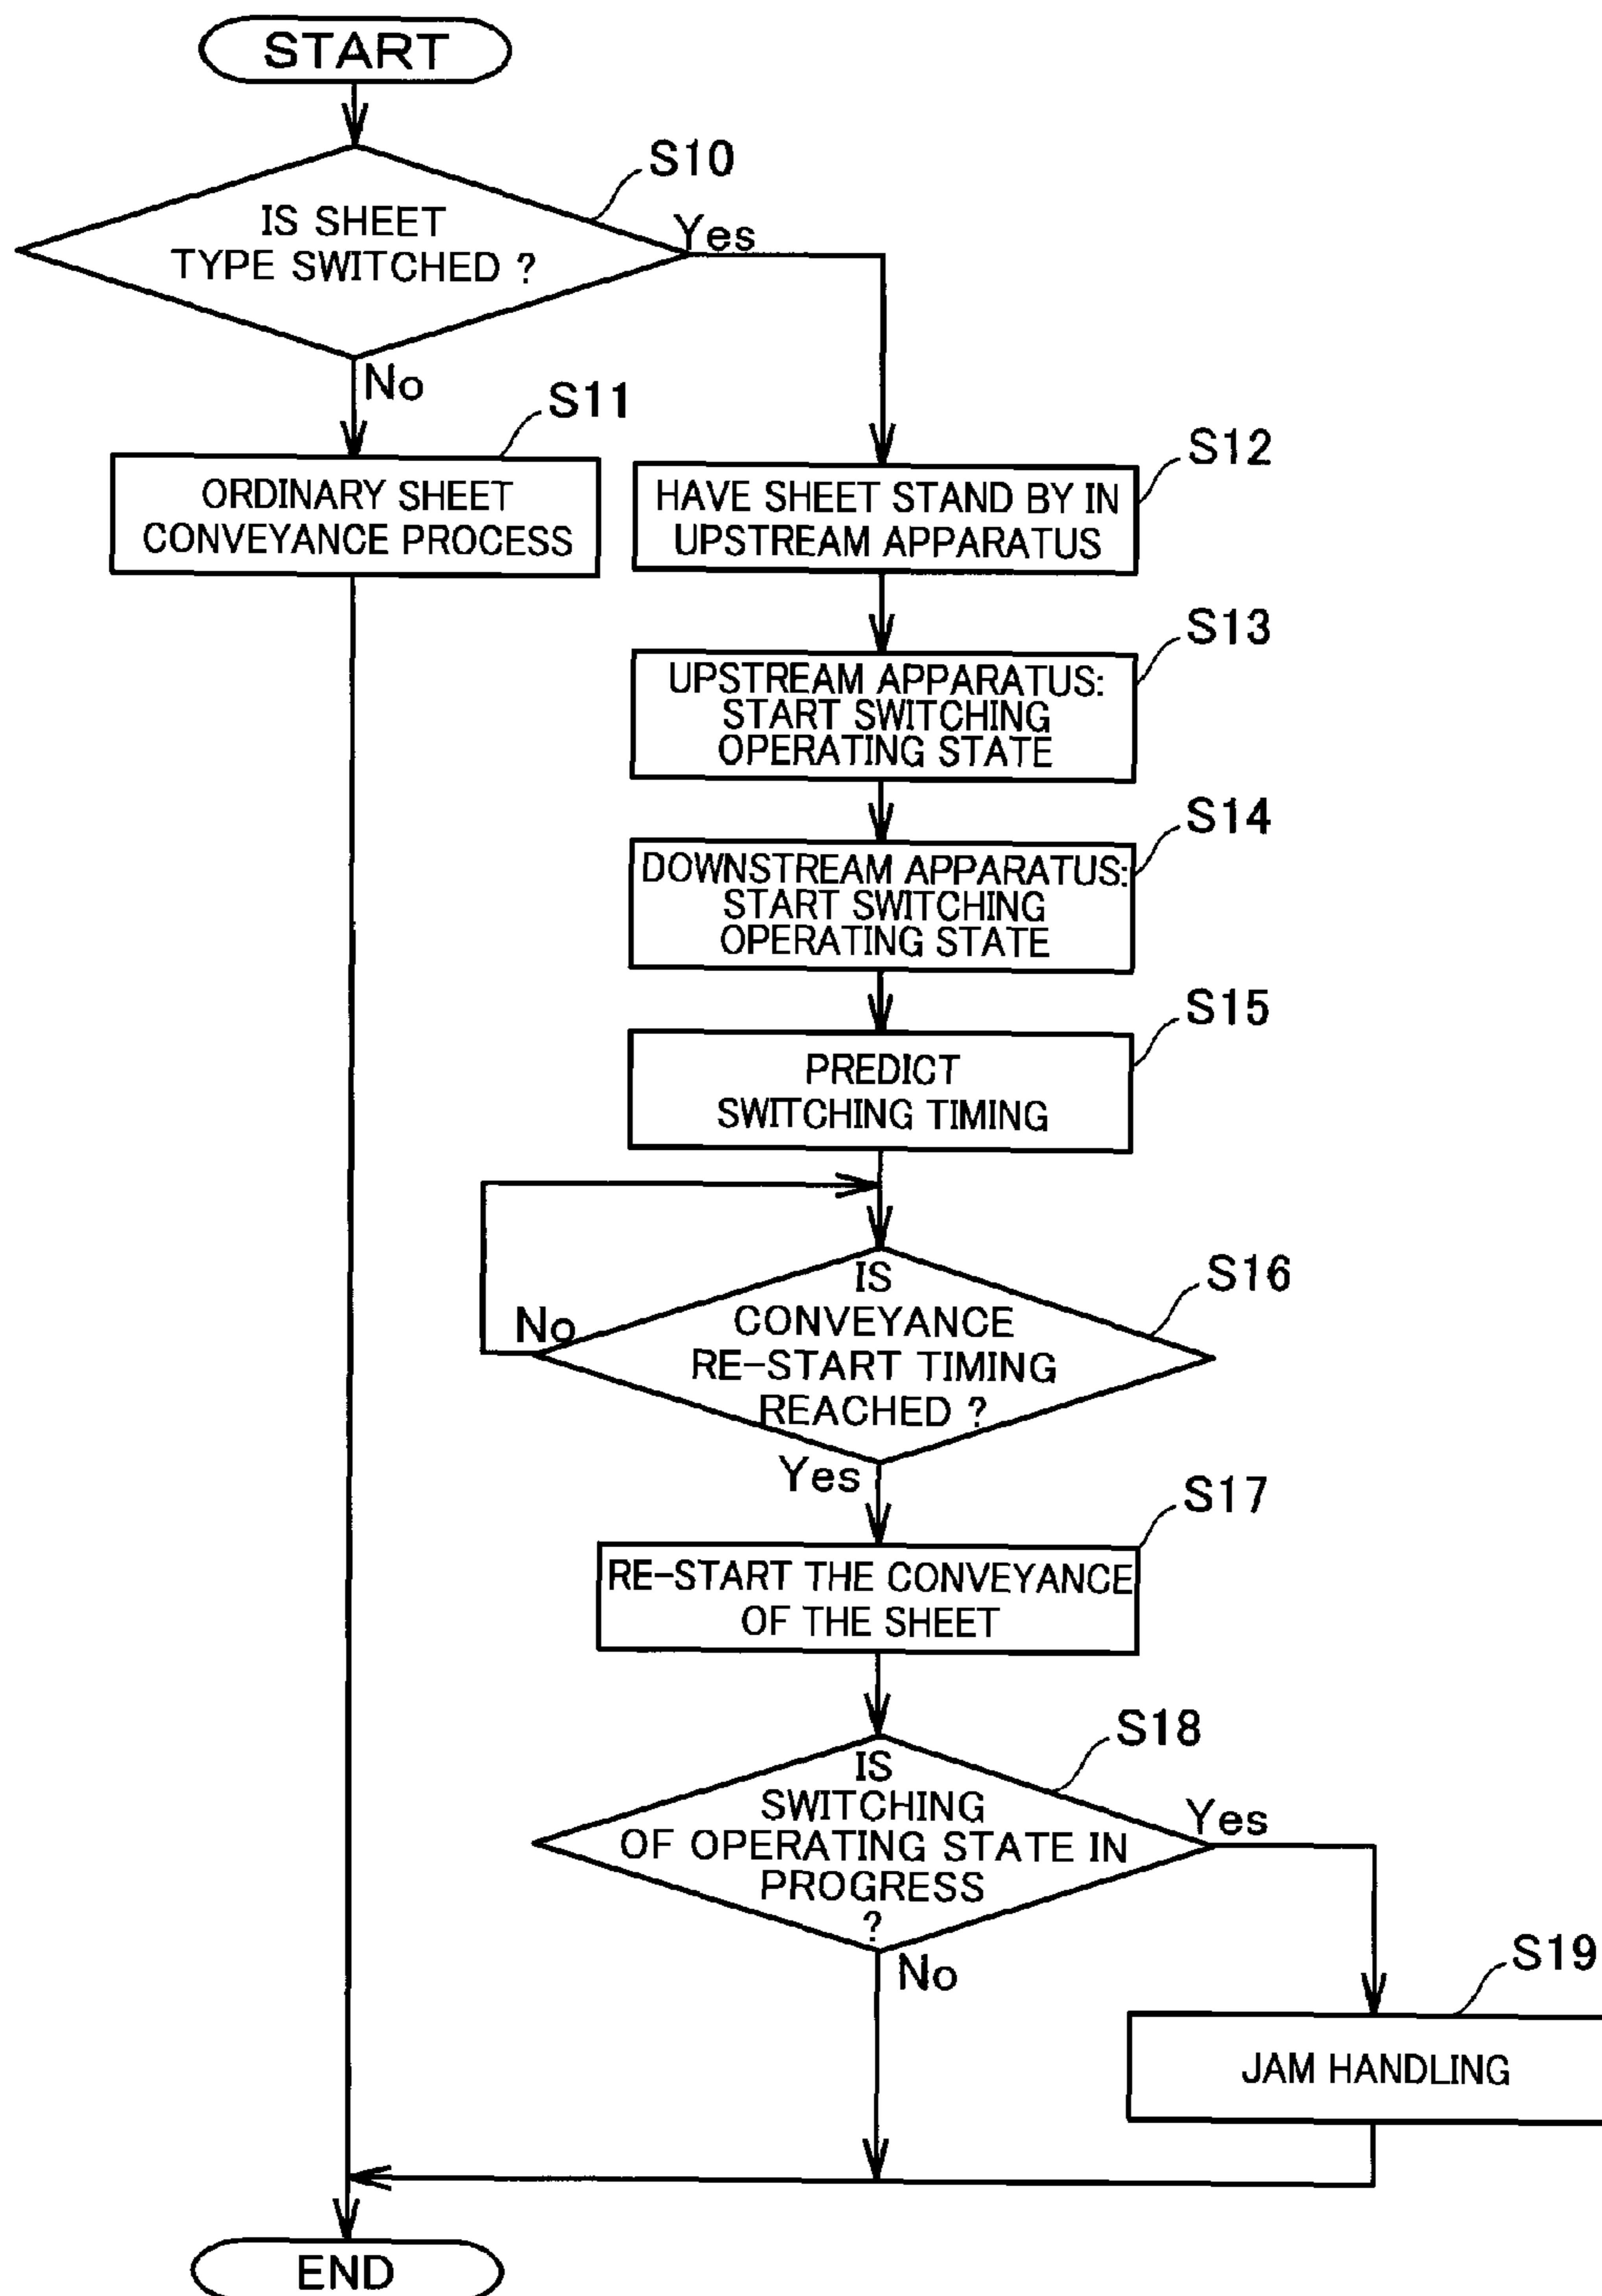 START
S10
IS SHEET
TYPE SWITCHED ?
Yes
No
S11
ORDINARY SHEET
CONVEYANCE PROCESS
S12
HAVE SHEET STAND BY IN
UPSTREAM APPARATUS
S13
UPSTREAM APPARATUS:
START SWITCHING
OPERATING STATE
S14
DOWNSTREAM APPARATUS:
START SWITCHING
OPERATING STATE
S15
PREDICT
SWITCHING TIMING
S16
IS
CONVEYANCE
RE-START TIMING
REACHED ?
No
Yes
S17
RE-START THE CONVEYANCE
OF THE SHEET
S18
IS
SWITCHING
OF OPERATING STATE IN
PROGRESS
?
Yes
No
S19
JAM HANDLING
END